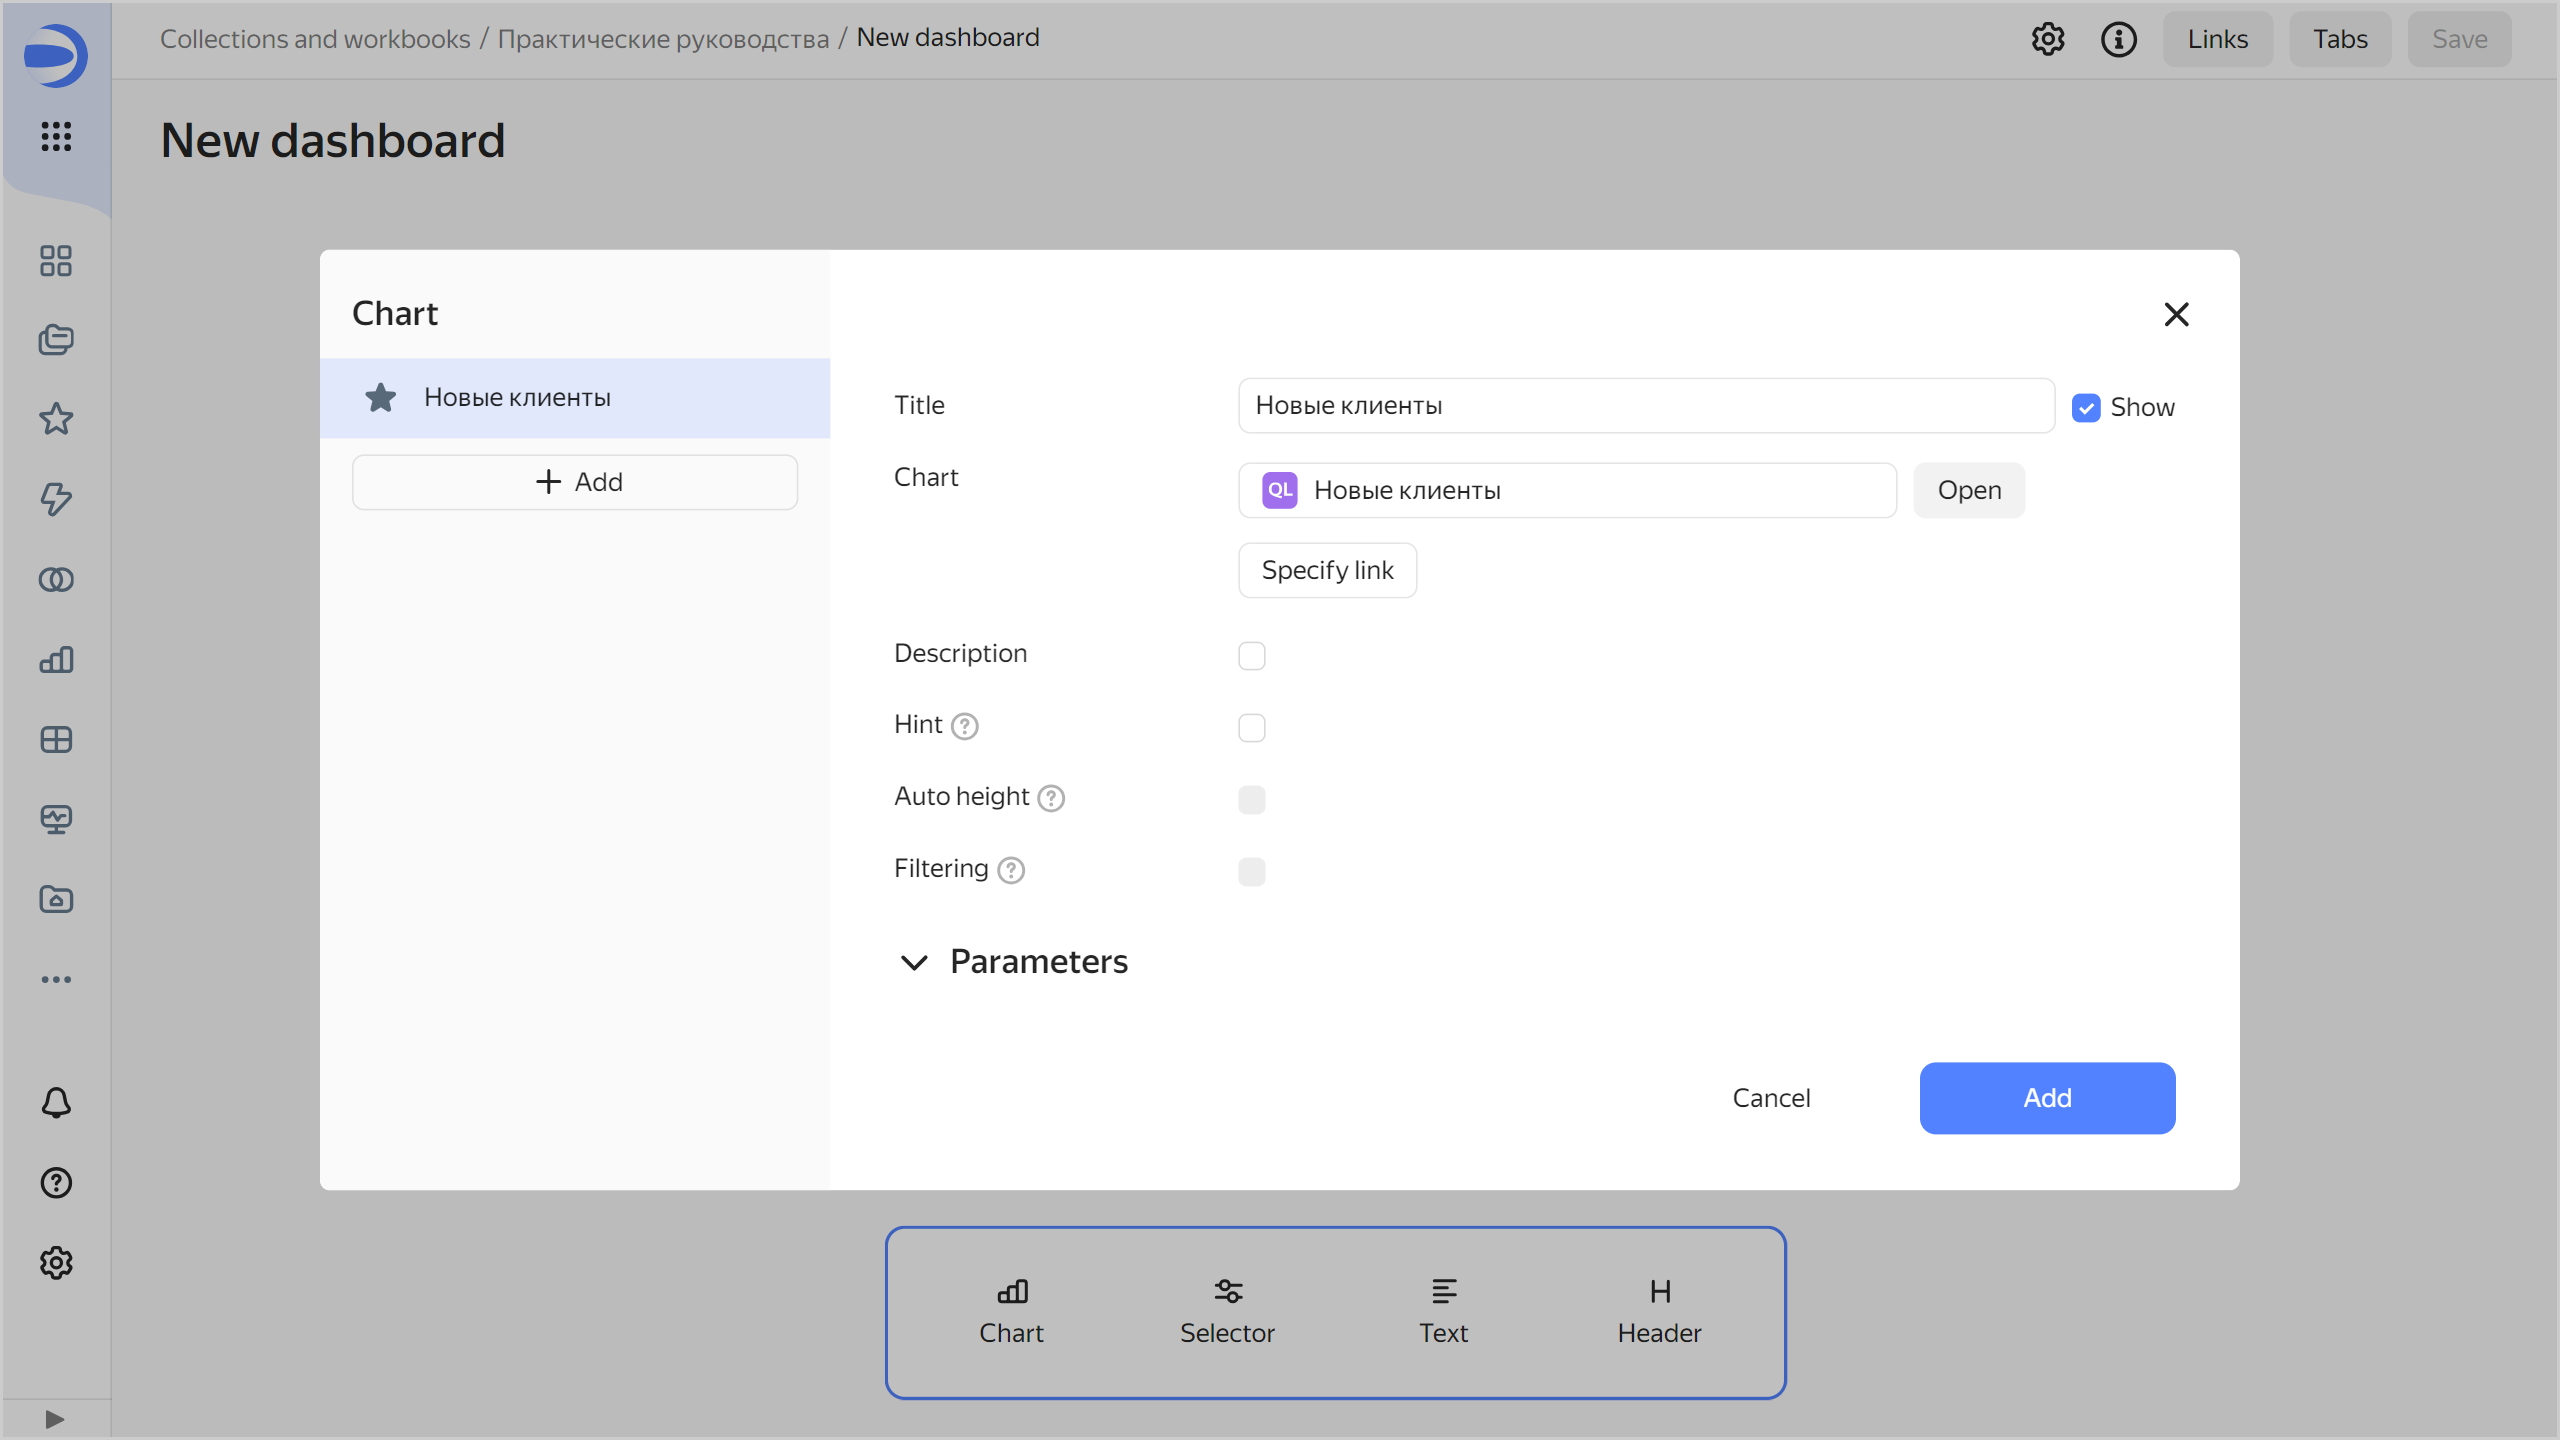 Collections and workbooks / Практические руководства / New dashboard
Links
Tabs
Save
New dashboard
Chart
Новые клиенты
Add
Title
Новые клиенты
Show
Chart
QL Новые клиенты
Open
Specify link
Description
Hint ?
Auto height ?
Filtering ?
Parameters
Cancel
Add
Chart
Selector
Text
H
Header